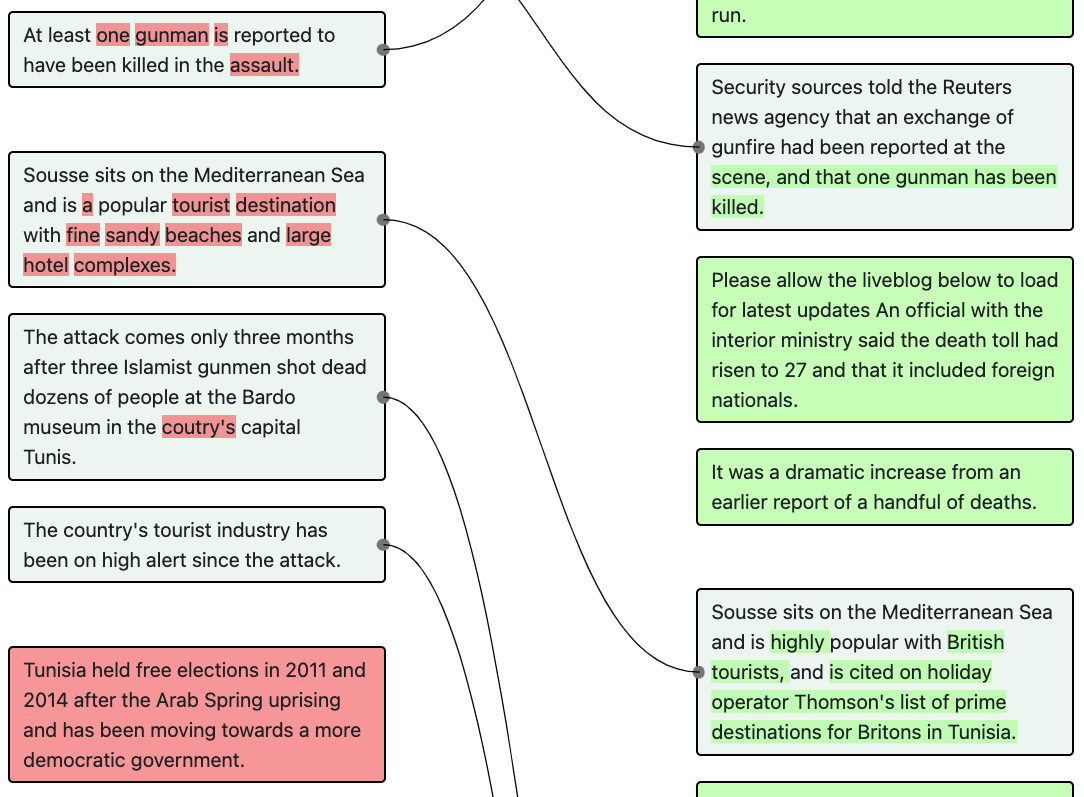 At least one gunman is reported to
have been killed in the assault.
Sousse sits on the Mediterranean Sea
and is a popular tourist destination
with fine sandy beaches and large
hotel complexes.
The attack comes only three months
after three Islamist gunmen shot dead
dozens of people at the Bardo
museum in the coutry's capital
Tunis.
The country's tourist industry has
been on high alert since the attack.
Tunisia held free elections in 2011 and
2014 after the Arab Spring uprising
and has been moving towards a more
democratic government.
run.
Security sources told the Reuters
news agency that an exchange of
gunfire had been reported at the
scene, and that one gunman has been
killed.
Please allow the liveblog below to load
for latest updates An official with the
interior ministry said the death toll had
risen to 27 and that it included foreign
nationals.
It was a dramatic increase from an
earlier report of a handful of deaths.
Sousse sits on the Mediterranean Sea
and is highly popular with British
tourists, and is cited on holiday
operator Thomson's list of prime
destinations for Britons in Tunisia.